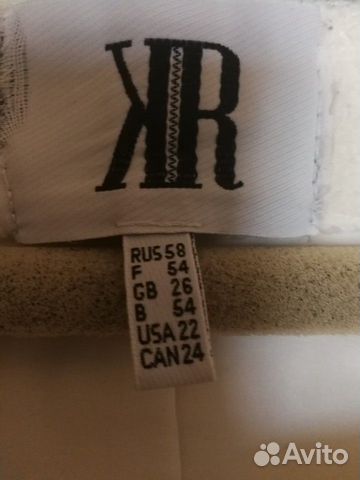 KR
RUS 58
F 54
GB 26
B 54
USA 22
CAN 24
Avito